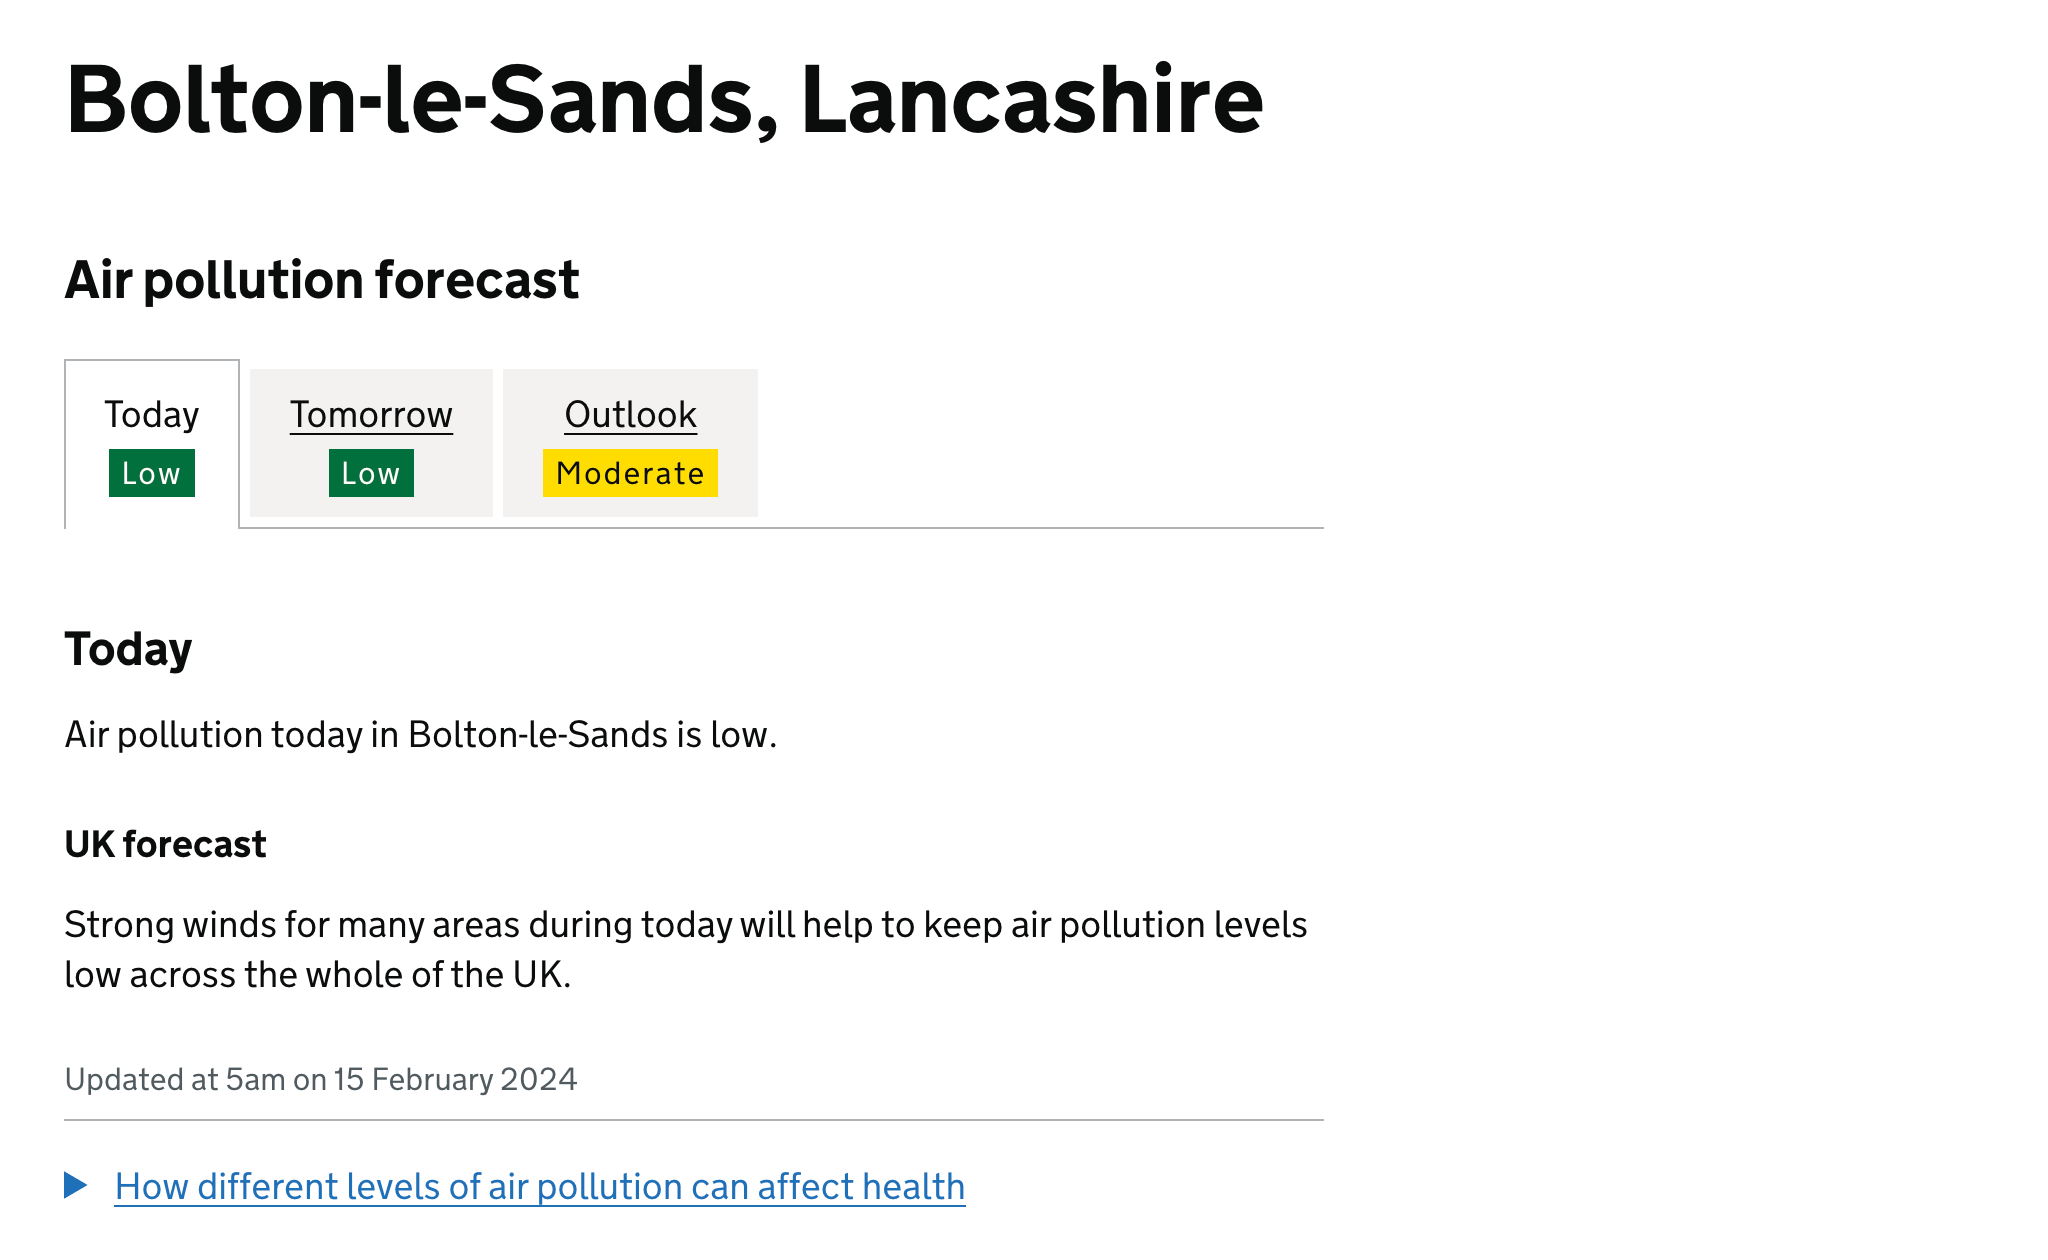 Bolton-le-Sands, Lancashire
Air pollution forecast
Today
Low
Tomorrow
Low
Outlook
Moderate
Today
Air pollution today in Bolton-le-Sands is low.
UK forecast
Strong winds for many areas during today will help to keep air pollution levels
low across the whole of the UK.
Updated at 5am on 15 February 2024
How different levels of air pollution can affect health